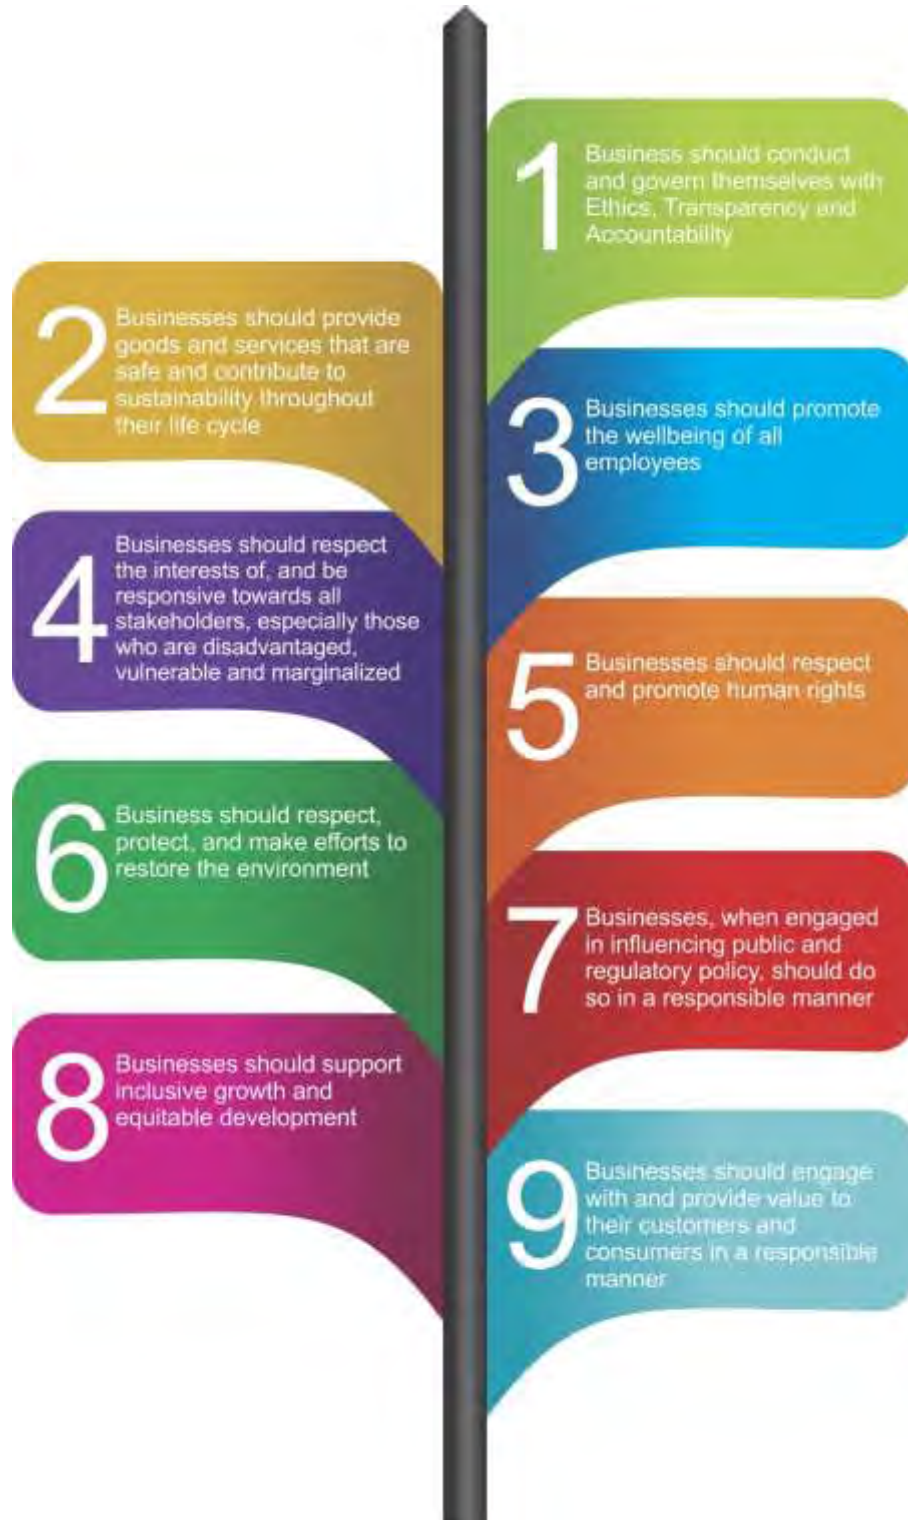 1
Business should conduct
and govern themselves with
Ethics, Transparency and
Accountability
2
Businesses should provide
goods and services that are
safe and contribute to
sustainability throughout
their life cycle
3
Businesses should promote
the wellbeing of all
employees
4
Businesses should respect
the interests of, and be
responsive towards all
stakeholders, especially those
who are disadvantaged,
vulnerable and marginalized
5
Businesses should respect
and promote human rights
6
Business should respect,
protect, and make efforts to
restore the environment
7
Businesses, when engaged
in influencing public and
regulatory policy, should do
so in a responsible manner
8
Businesses should support
inclusive growth and
equitable development
9
Businesses should engage
with and provide value to
their customers and
consumers in a responsible
manner